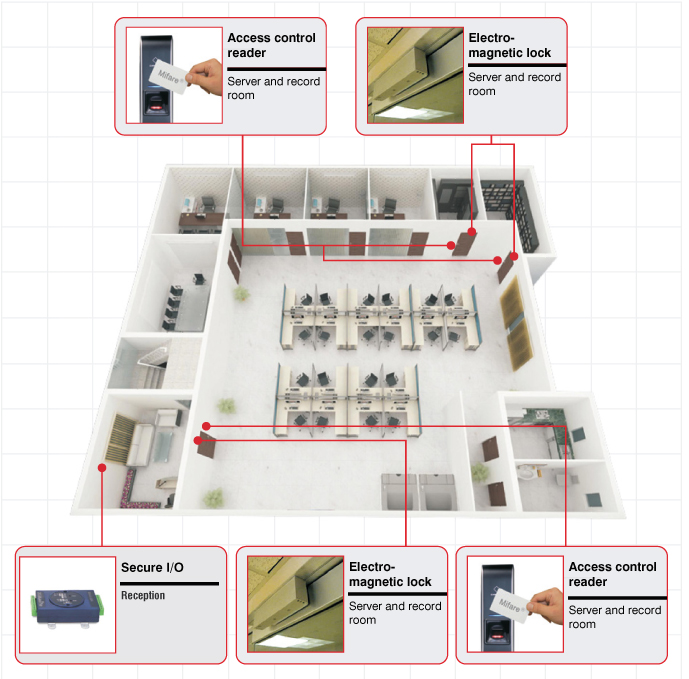 Access control
reader
Server and record
room
Mifare®
Electro-
magnetic lock
Server and record
room
Secure I/O
Reception
Electro-
magnetic lock
Server and record
room
Access control
reader
Server and record
room
Mifare®